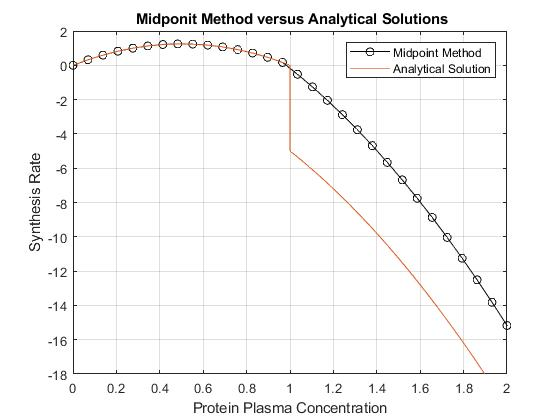 Midponit Method versus Analytical Solutions
Midpoint Method
Analytical Solution
2
0
-2
-4
-6
-8
-10
-12
-14
-16
-18
Synthesis Rate
0 0.2 0.4 0.6 0.8 1 1.2 1.4 1.6 1.8 2
Protein Plasma Concentration